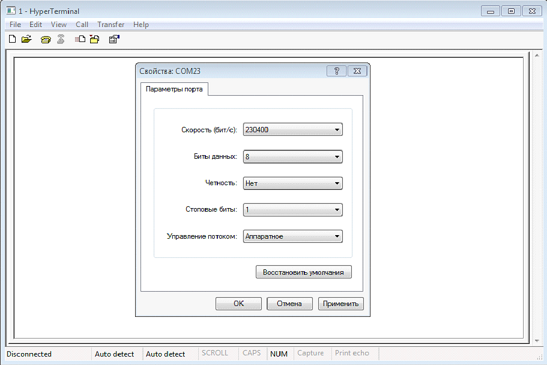 1 - HyperTerminal
File Edit View Call Transfer Help
Свойства: COM23
Параметры порта
Скорость (бит/с): 230400
Биты данных: 8
Четность: Нет
Стоповые биты: 1
Управление потоком: Аппаратное
Восстановить умолчания
OK Отмена Применить
Disconnected Auto detect Auto detect SCROLL CAPS NUM Capture Print echo